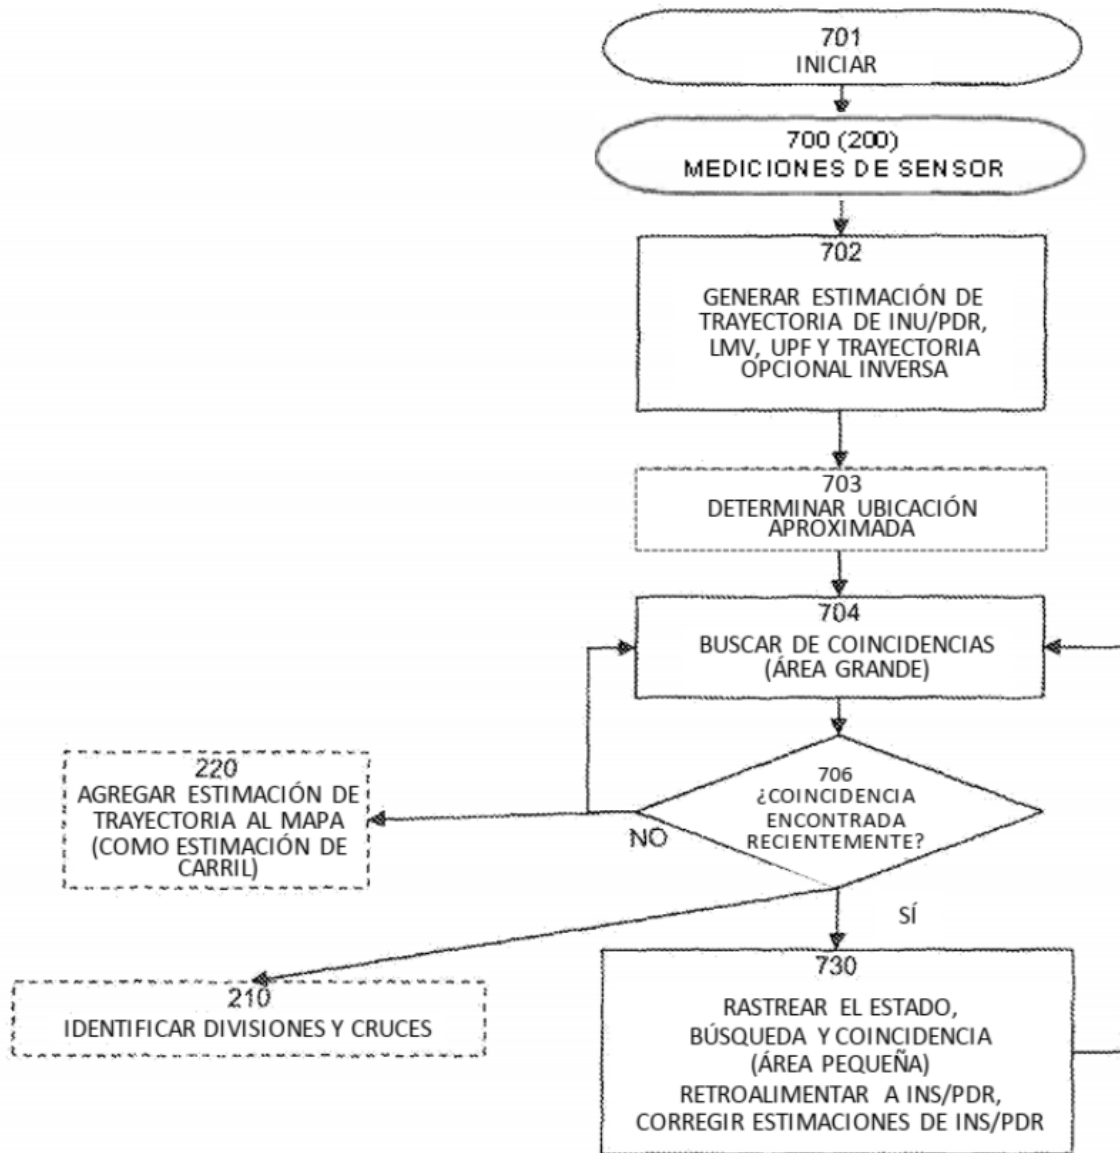 701
INICIAR
700 (200)
MEDICIONES DE SENSOR
702
GENERAR ESTIMACIÓN DE
TRAYECTORIA DE INU/PDR,
LMV, UPF Y TRAYECTORIA
OPCIONAL INVERSA
703
DETERMINAR UBICACIÓN
APROXIMADA
704
BUSCAR DE COINCIDENCIAS
(ÁREA GRANDE)
706
¿COINCIDENCIA
ENCONTRADA
RECIENTEMENTE?
NO
220
AGREGAR ESTIMACIÓN DE
TRAYECTORIA AL MAPA
(COMO ESTIMACIÓN DE
CARRIL)
SÍ
210
IDENTIFICAR DIVISIONES Y CRUCES
730
RASTREAR EL ESTADO,
BÚSQUEDA Y COINCIDENCIA
(ÁREA PEQUEÑA)
RETROALIMENTAR A INS/PDR,
CORREGIR ESTIMACIONES DE INS/PDR